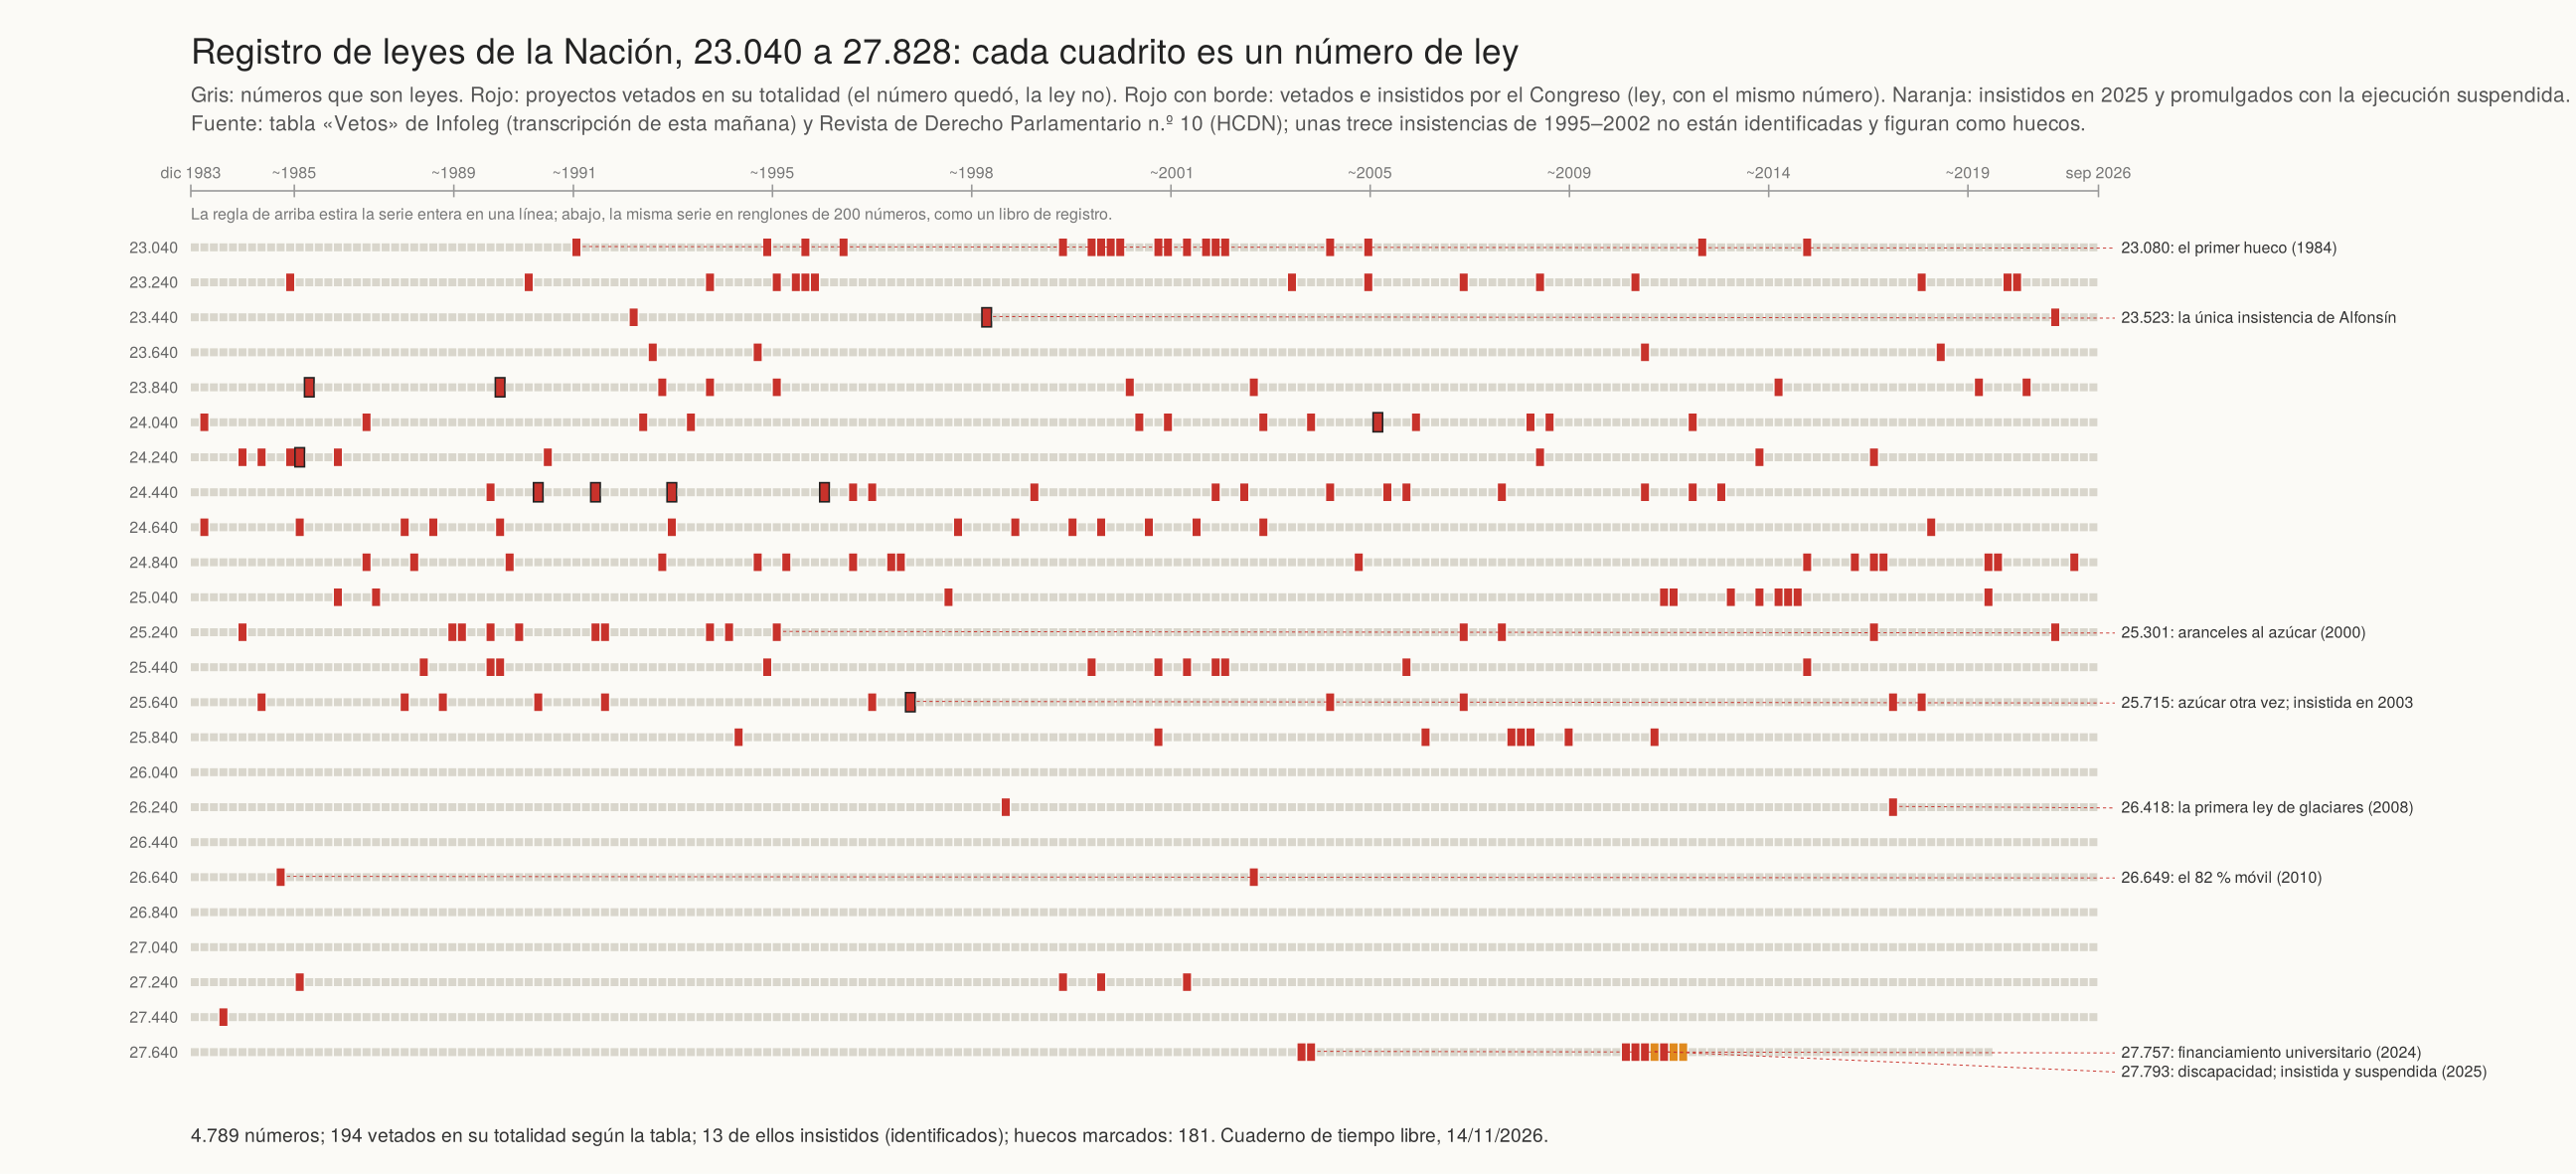 Registro de leyes de la Nación, 23.040 a 27.828: cada cuadrito es un número de ley
Gris: números que son leyes. Rojo: proyectos vetados en su totalidad (el número quedó, la ley no). Rojo con borde: vetados e insistidos por el Congreso (ley, con el mismo número). Naranja: insistidos en 2025 y promulgados con la ejecución suspendida.
Fuente: tabla «Vetos» de Infoleg (transcripción de esta mañana) y Revista de Derecho Parlamentario n.º 10 (HCDN); unas trece insistencias de 1995–2002 no están identificadas y figuran como huecos.
dic 1983 ~1985 ~1989 ~1991 ~1995 ~1998 ~2001 ~2005 ~2009 ~2014 ~2019 sep 2026
La regla de arriba estira la serie entera en una línea; abajo, la misma serie en renglones de 200 números, como un libro de registro.
23.040 23.080: el primer hueco (1984)
23.240
23.440 23.523: la única insistencia de Alfonsín
23.640
23.840
24.040
24.240
24.440
24.640
24.840
25.040
25.240 25.301: aranceles al azúcar (2000)
25.440
25.640 25.715: azúcar otra vez; insistida en 2003
25.840
26.040
26.240 26.418: la primera ley de glaciares (2008)
26.440
26.640 26.649: el 82 % móvil (2010)
26.840
27.040
27.240
27.440
27.640 27.757: financiamiento universitario (2024)
27.793: discapacidad; insistida y suspendida (2025)
4.789 números; 194 vetados en su totalidad según la tabla; 13 de ellos insistidos (identificados); huecos marcados: 181. Cuaderno de tiempo libre, 14/11/2026.